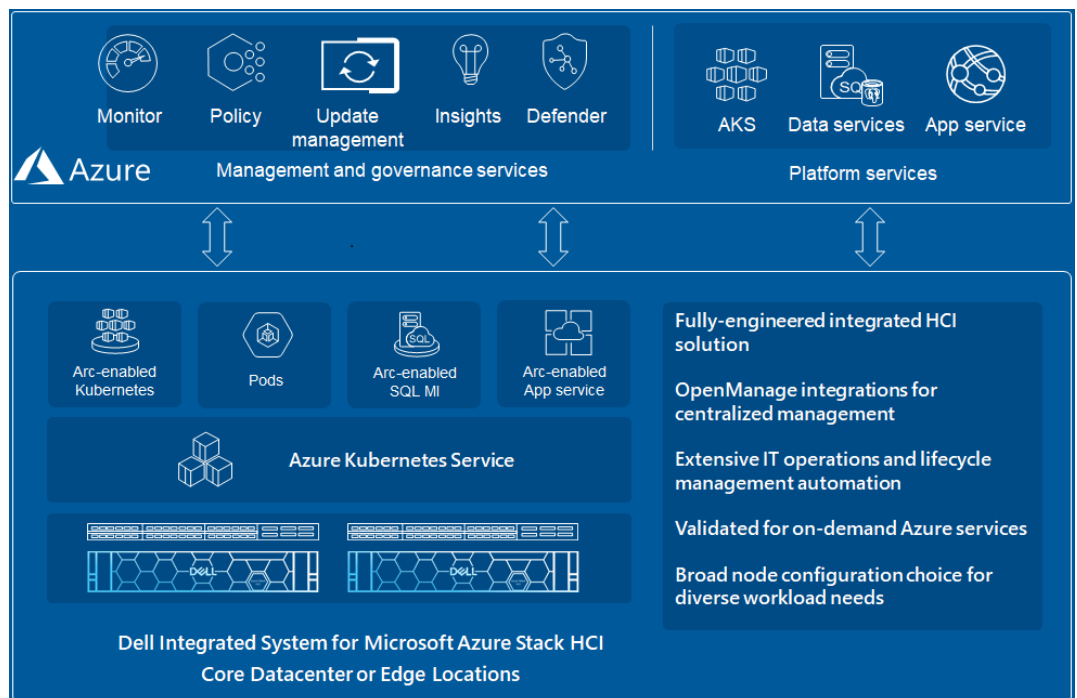 Monitor
Policy
Update
management
Insights
Defender
AKS
Data services
App service
SQL
Azure
Management and governance services
Platform services
Arc-enabled
Kubernetes
Pods
SQL
Arc-enabled
SQL MI
Arc-enabled
App service
Azure Kubernetes Service
DELL
DELL
Dell Integrated System for Microsoft Azure Stack HCI
Core Datacenter or Edge Locations
Fully-engineered integrated HCI
solution
OpenManage integrations for
centralized management
Extensive IT operations and lifecycle
management automation
Validated for on-demand Azure services
Broad node configuration choice for
diverse workload needs